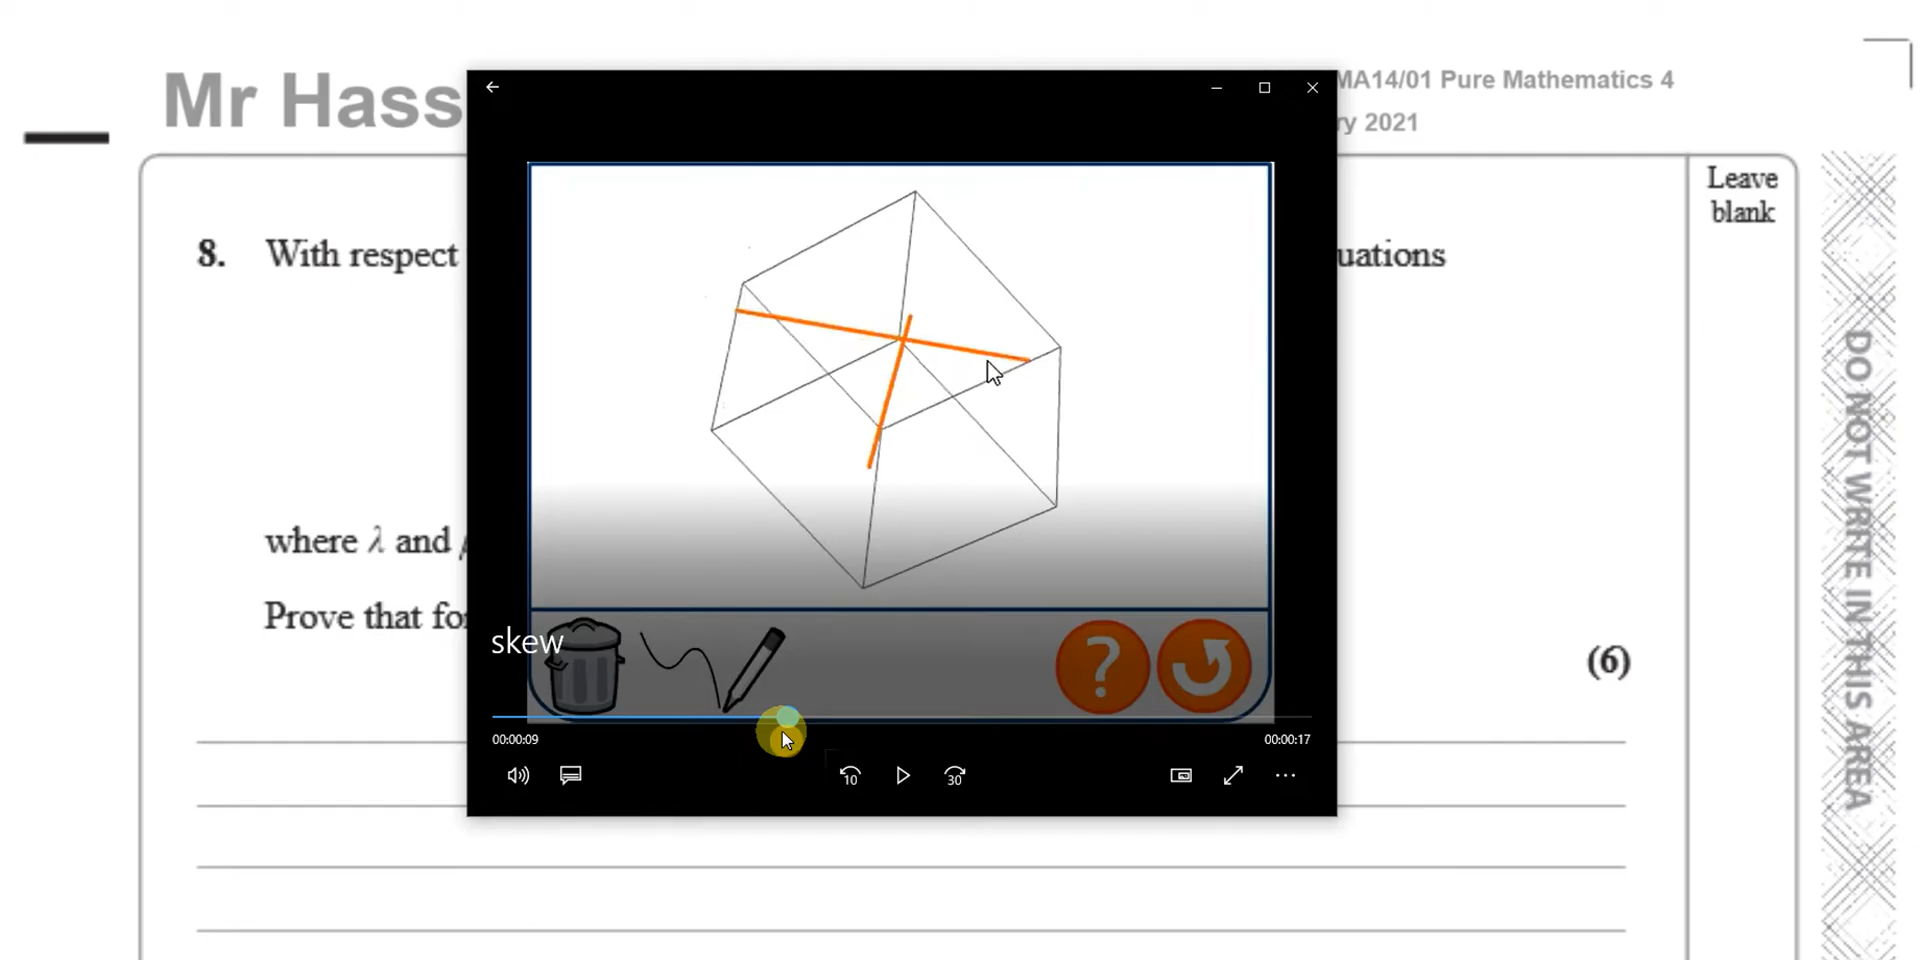 Mr Hass
MA14/01 Pure Mathematics 4
ry 2021
Leave
blank
8. With respect
uations
where λ and
Prove that for
(6)
skew
?
00:00:09
00:00:17
10
30
DO NOT WRITE IN THIS AREA